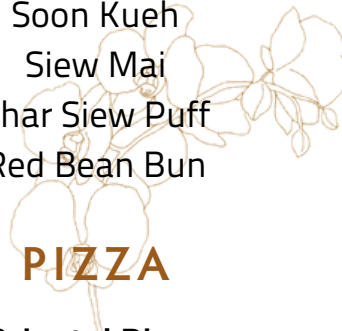 Soon Kueh
Siew Mai
har Siew Puff
Red Bean Bun
PIZZA